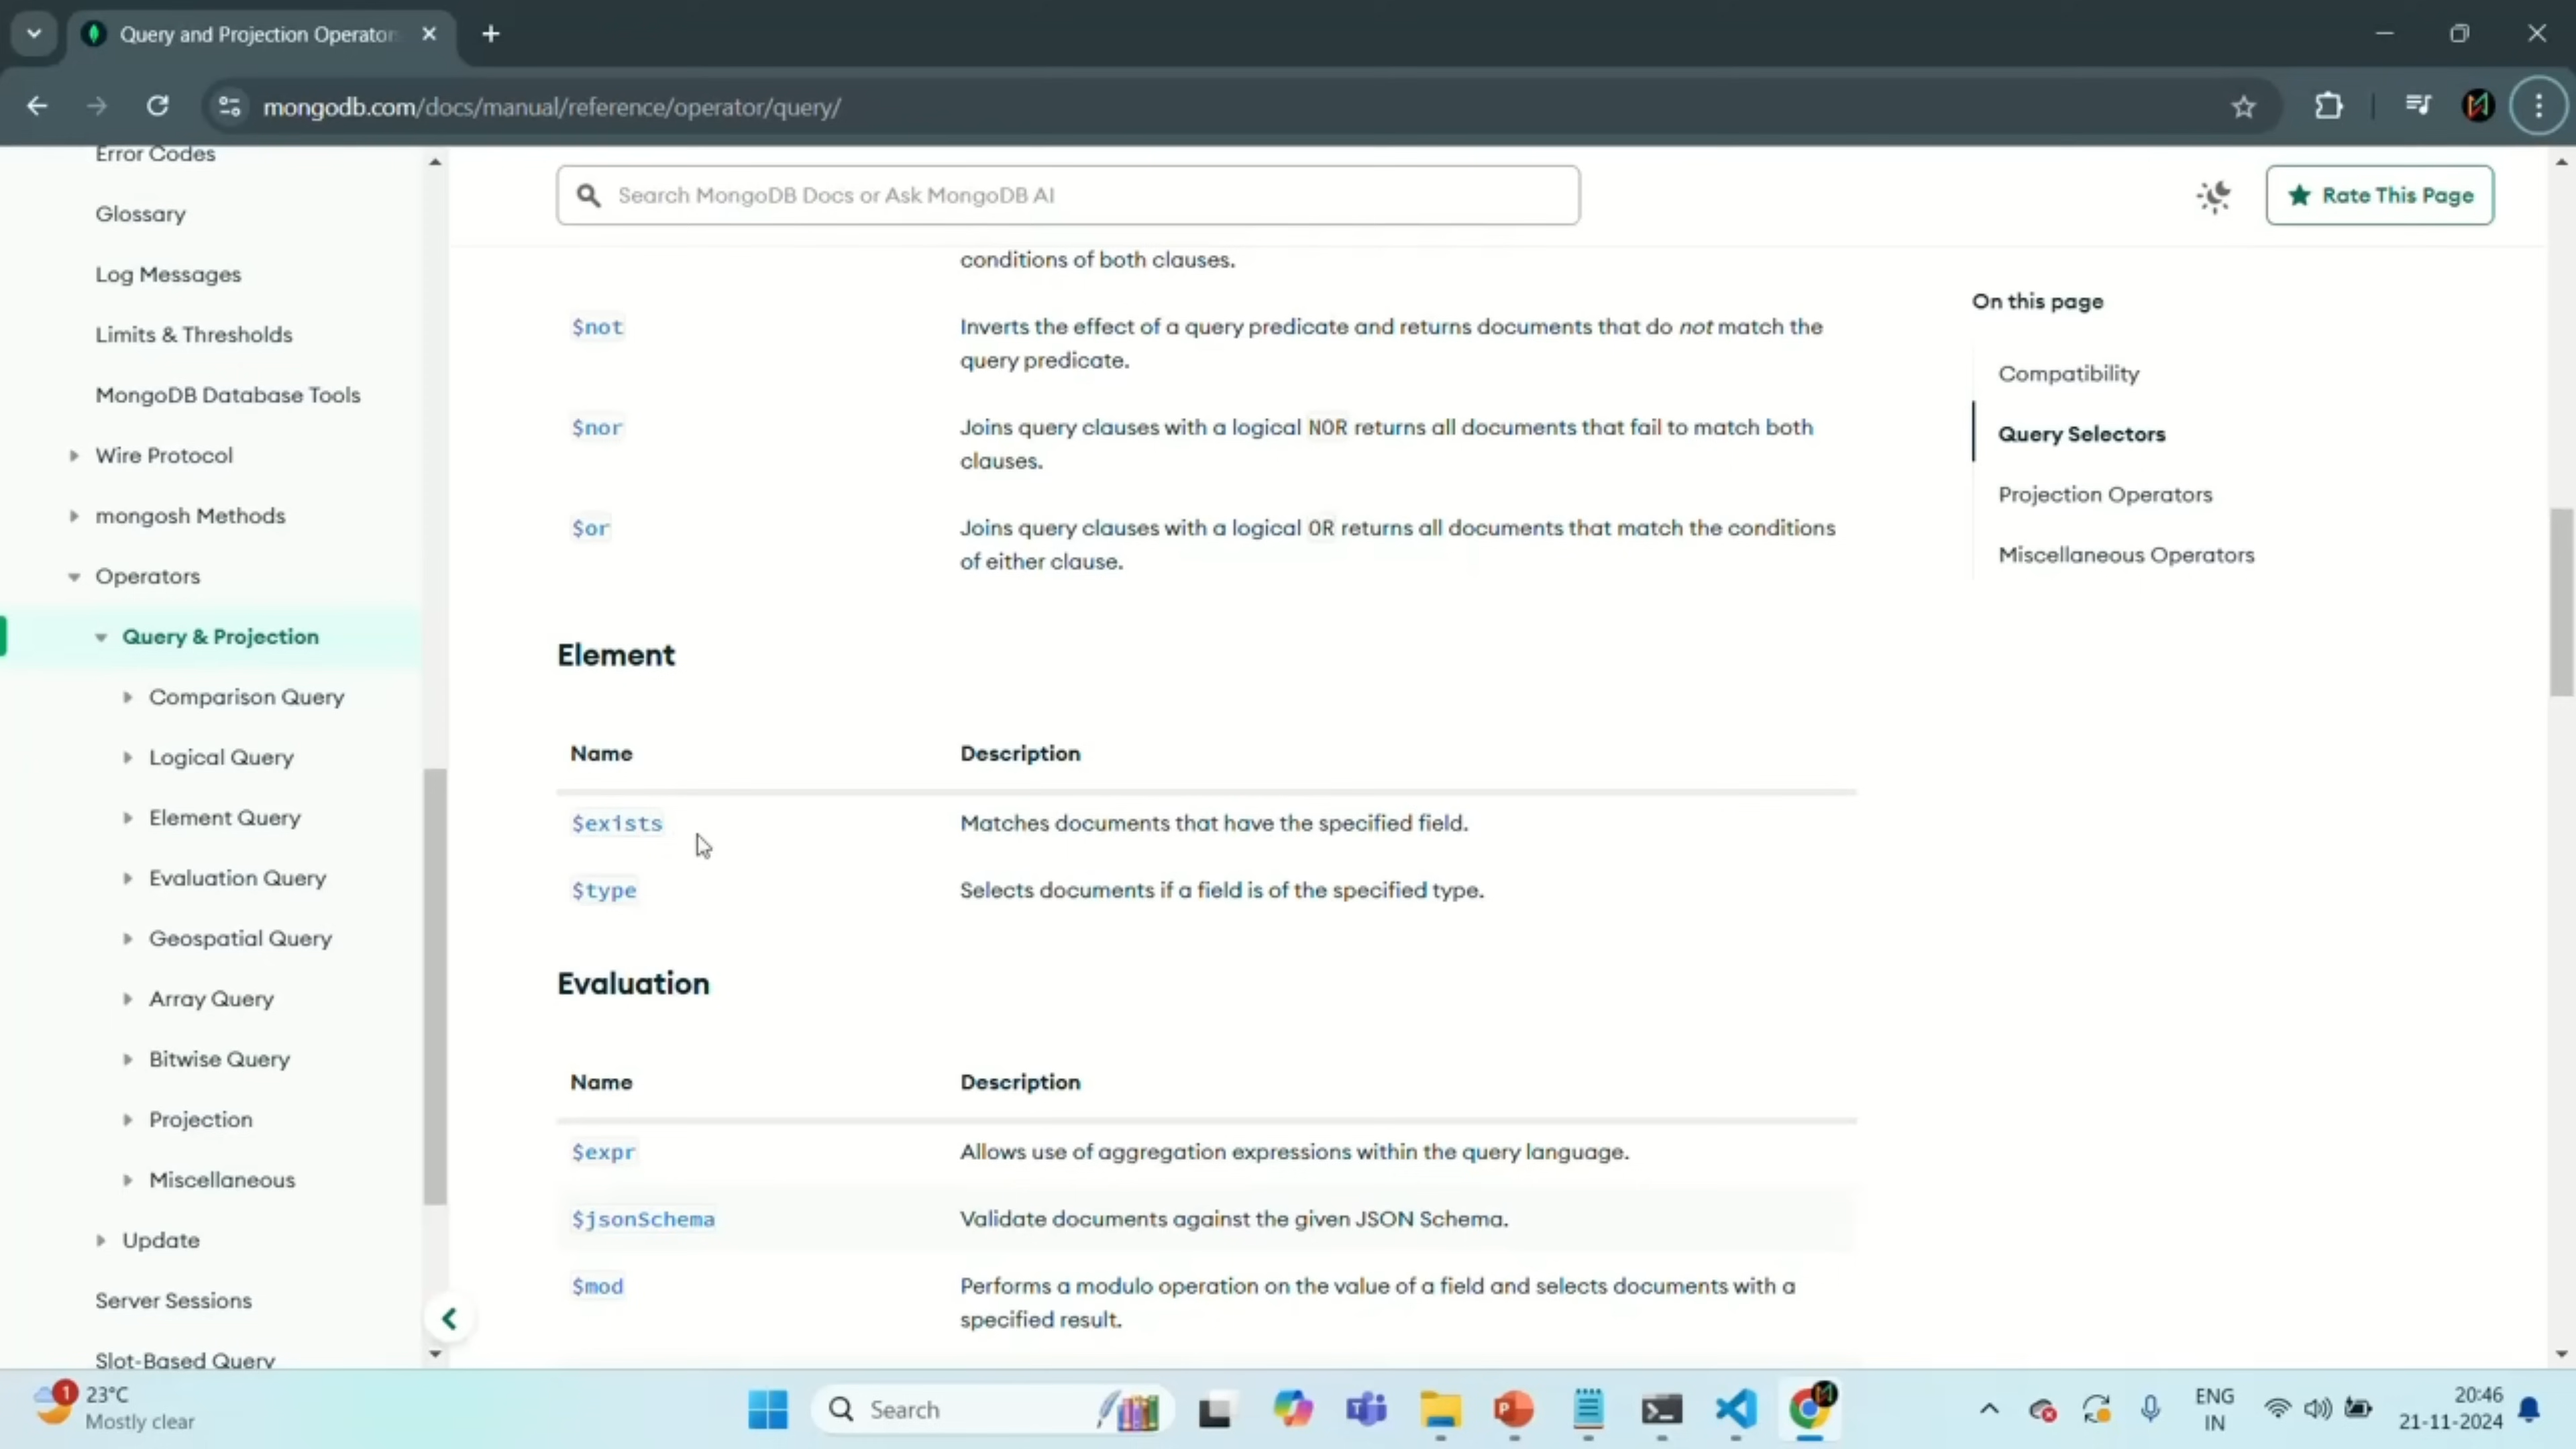 Query and Projection Operator
mongodb.com/docs/manual/reference/operator/query/
Error Codes
Glossary
Log Messages
Limits & Thresholds
MongoDB Database Tools
Wire Protocol
mongosh Methods
Operators
Query & Projection
Comparison Query
Logical Query
Element Query
Evaluation Query
Geospatial Query
Array Query
Bitwise Query
Projection
Miscellaneous
Update
Server Sessions
Slot-Based Query
Search MongoDB Docs or Ask MongoDB AI
Rate This Page
conditions of both clauses.
$not Inverts the effect of a query predicate and returns documents that do not match the
query predicate.
$nor Joins query clauses with a logical NOR returns all documents that fail to match both
clauses.
$or Joins query clauses with a logical OR returns all documents that match the conditions
of either clause.
Element
Name Description
$exists Matches documents that have the specified field.
$type Selects documents if a field is of the specified type.
Evaluation
Name Description
$expr Allows use of aggregation expressions within the query language.
$jsonSchema Validate documents against the given JSON Schema.
$mod Performs a modulo operation on the value of a field and selects documents with a
specified result.
On this page
Compatibility
Query Selectors
Projection Operators
Miscellaneous Operators
1
23°C
Mostly clear
Search
ENG
IN
20:46
21-11-2024